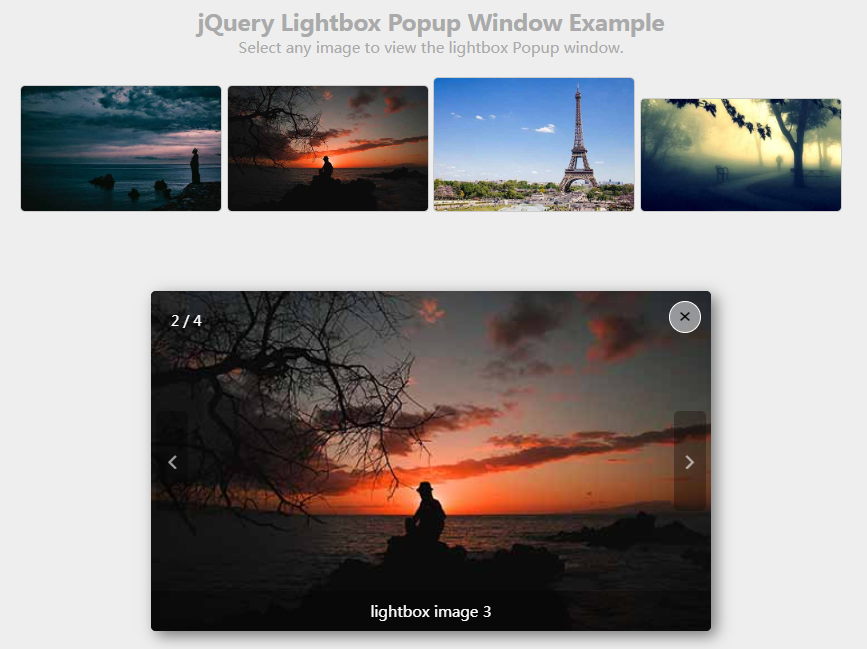 jQuery Lightbox Popup Window Example
Select any image to view the lightbox Popup window.
2 / 4
lightbox image 3